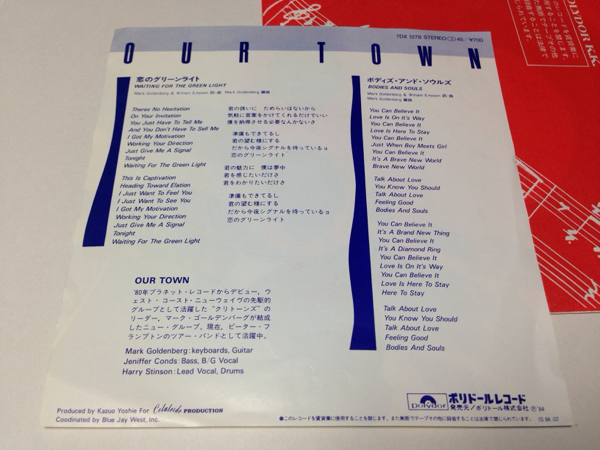 7DX 1278 STEREO 45 / ¥700
OUR TOWN
恋のグリーンライト
WAITING FOR THE GREEN LIGHT
Mark Goldenberg & William Emyson 詞・曲 Mark Goldenberg 編曲
Theres No Hesitation
On Your Invitation
You Just Have To Tell Me
And You Don't Have To Sell Me
I Got My Motivation
Working Your Direction
Just Give Me A Signal
Tonight
Waiting For The Green Light
This Is Captivation
Heading Toward Elation
I Just Want To Feel You
I Just Want To See You
I Got My Motivation
Working Your Direction
Just Give Me A Signal
Tonight
Waiting For The Green Light
君の誘いに ためらいはないから
気軽に言葉をかけてくれるだけでいい
僕を納得させる必要なんかないさ
準備もできてるし
君の望む様にする
だから今夜シグナルを待っているョ
恋のグリーンライト
君の魅力に 僕は夢中
君を感じたいだけさ
君をわかりたいだけさ
準備もできてるし
君の望む様にする
だから今夜シグナルを待っているョ
恋のグリーンライト
ボディズ・アンド・ソウルズ
BODIES AND SOULS
Mark Goldenberg & William Emyson 詞・曲
Mark Goldenberg 編曲
You Can Believe It
Love Is On It's Way
You Can Believe It
Love Is Here To Stay
You Can Believe It
Just When Boy Meets Girl
You Can Believe It
It's A Brave New World
Brave New World
Talk About Love
You Know You Should
Talk About Love
Feeling Good
Bodies And Souls
You Can Believe It
It's A Brand New Thing
You Can Believe It
It's A Diamond Ring
You Can Believe It
Love Is On It's Way
You Can Believe It
Love Is Here To Stay
Here To Stay
Talk About Love
You Know You Should
Talk About Love
Feeling Good
Bodies And Souls
OUR TOWN
'80年プラネット・レコードからデビュー，ウ
ェスト・コースト・ニューウェイヴの先駆的
グループとして活躍した"クリトーンズ"の
リーダー，マーク・ゴールデンバーグが結成
したニュー・グループ。現在，ピーター・フ
ランプトンのツアー・バンドとして活躍中。
Mark Goldenberg:keyboards, Guitar
Jeniffer Conds:Bass, B/G Vocal
Harry Stinson:Lead Vocal, Drums
Produced by Kazuo Yoshie For PRODUCTION
Coodinated by Blue Jay West, Inc.
Polydor
ポリドールレコード
発売元／ポリドール株式会社 Ⓟ'84